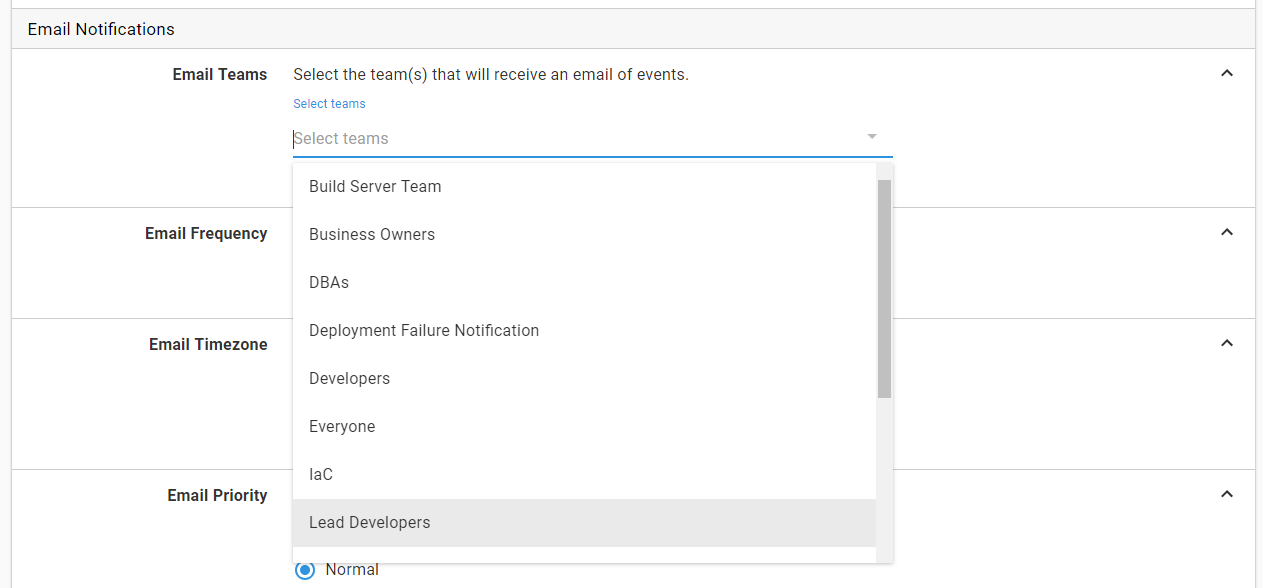 Email Notifications
Email Teams
Select the team(s) that will receive an email of events.
Select teams
Select teams
Build Server Team
Business Owners
Email Frequency
DBAs
Deployment Failure Notification
Email Timezone
Developers
Everyone
IaC
Email Priority
Lead Developers
Normal